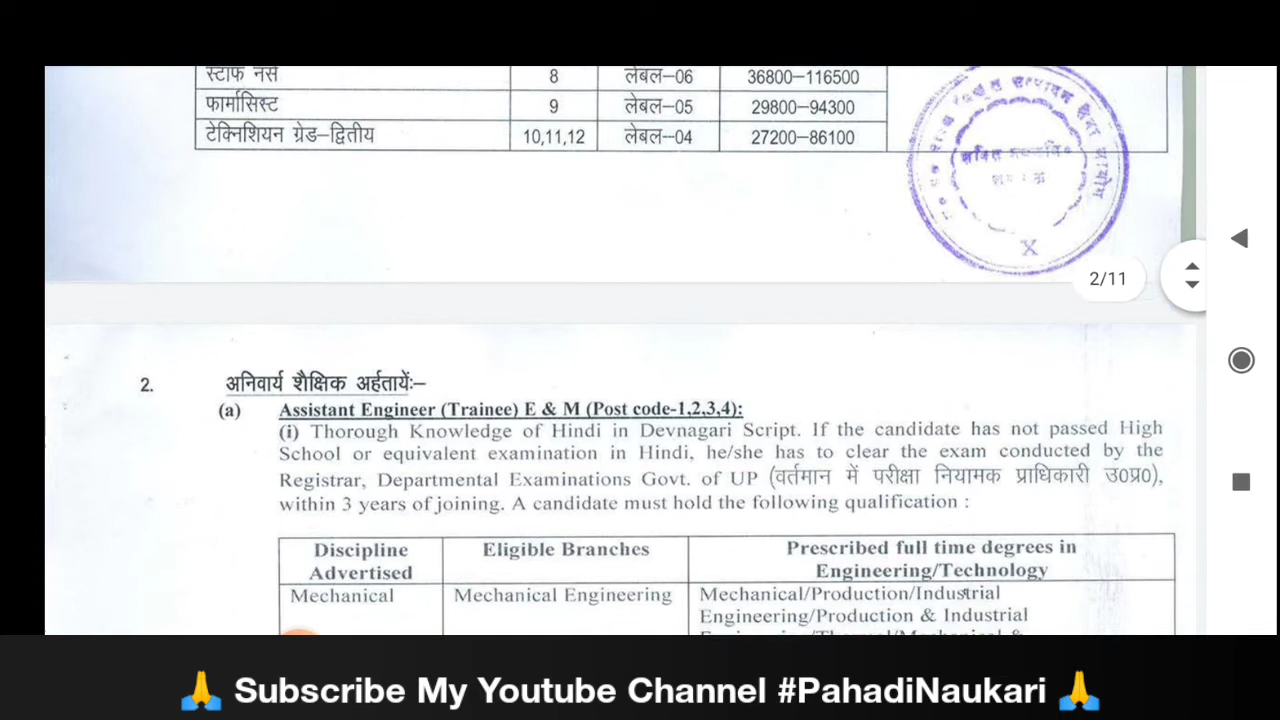 स्टाफ नर्स 8 लेबल–06 36800–116500
फार्मासिस्ट 9 लेबल–05 29800–94300
टेक्निशियन ग्रेड–द्वितीय 10,11,12 लेबल–04 27200–86100
X
2/11
2. अनिवार्य शैक्षिक अर्हतायेंः–
(a) Assistant Engineer (Trainee) E & M (Post code-1,2,3,4):
(i) Thorough Knowledge of Hindi in Devnagari Script. If the candidate has not passed High
School or equivalent examination in Hindi, he/she has to clear the exam conducted by the
Registrar, Departmental Examinations Govt. of UP (वर्तमान में परीक्षा नियामक प्राधिकारी उ0प्र0),
within 3 years of joining. A candidate must hold the following qualification :
Discipline Advertised Eligible Branches Prescribed full time degrees in Engineering/Technology
Mechanical Mechanical Engineering Mechanical/Production/Industrial
Engineering/Production & Industrial
🙏 Subscribe My Youtube Channel #PahadiNaukari 🙏